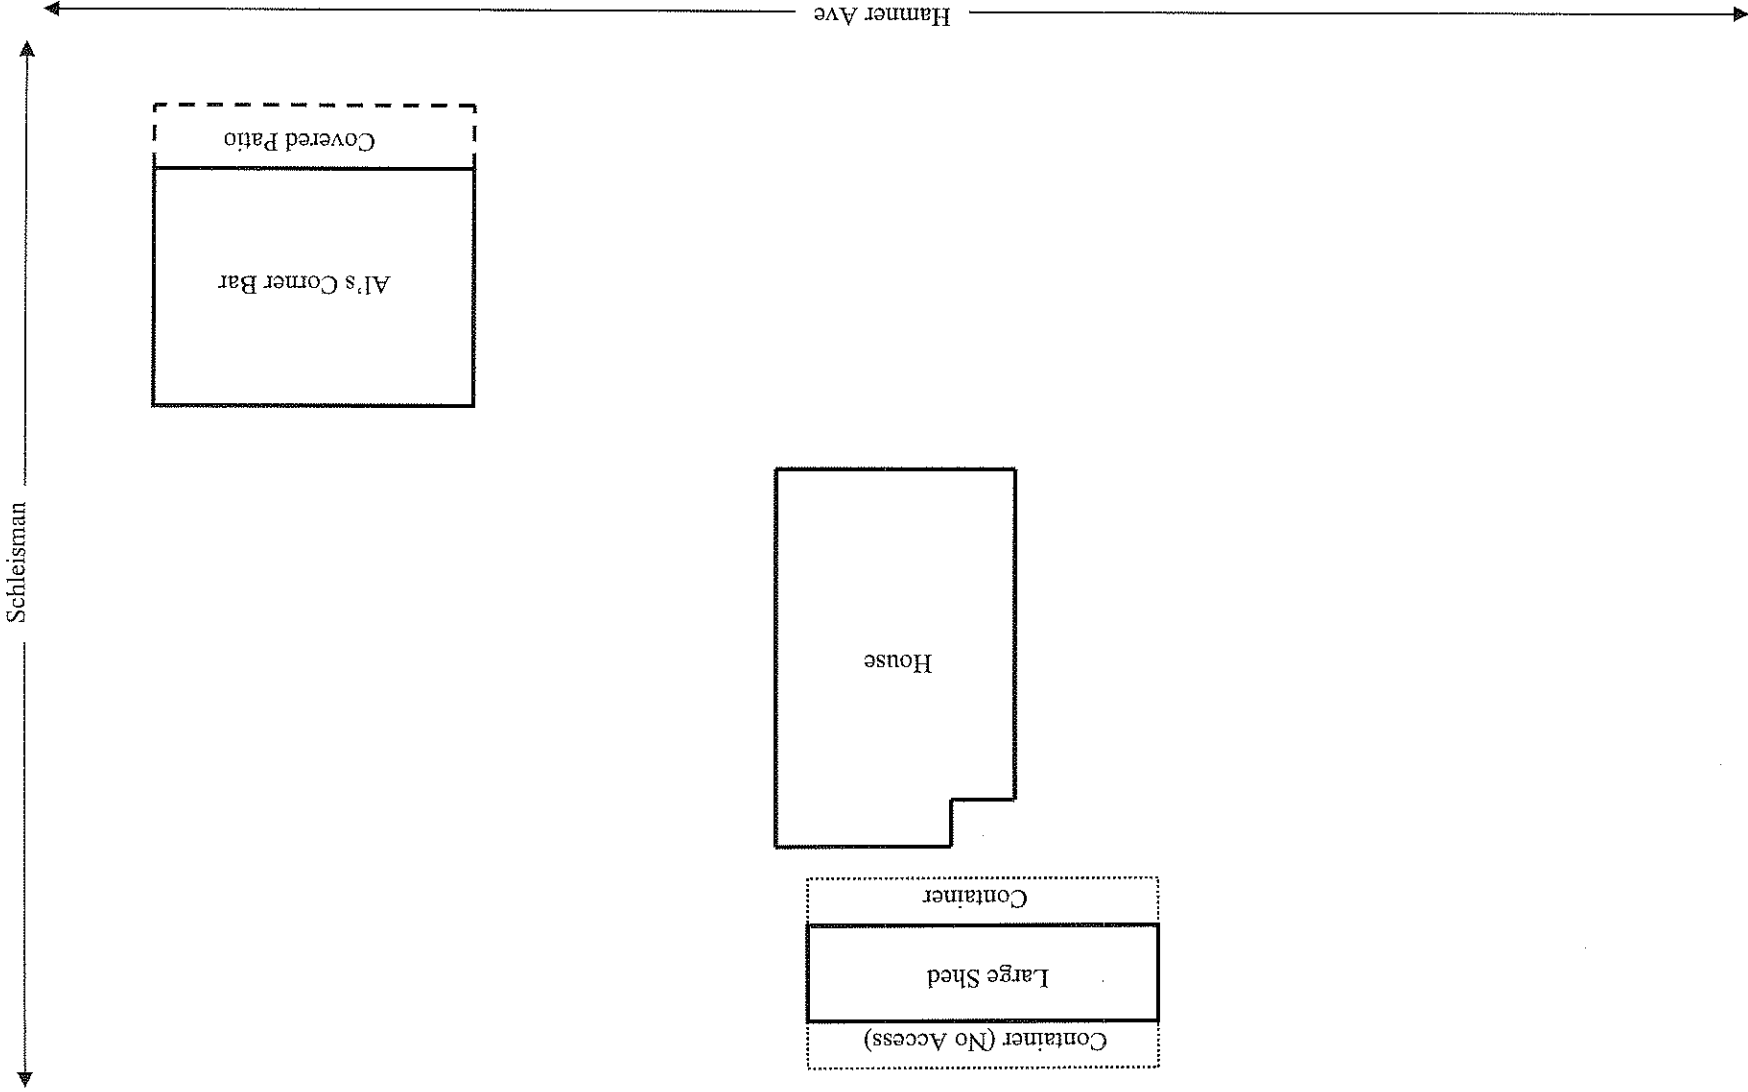 Container (No Access)
Large Shed
Container
House
Schleisman
Al's Corner Bar
Covered Patio
Hamner Ave